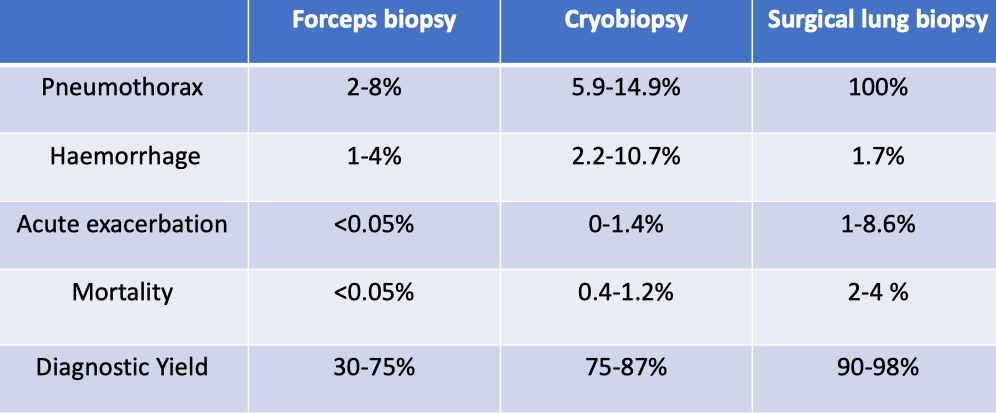 Forceps biopsy Cryobiopsy Surgical lung biopsy
Pneumothorax 2-8% 5.9-14.9% 100%
Haemorrhage 1-4% 2.2-10.7% 1.7%
Acute exacerbation <0.05% 0-1.4% 1-8.6%
Mortality <0.05% 0.4-1.2% 2-4 %
Diagnostic Yield 30-75% 75-87% 90-98%